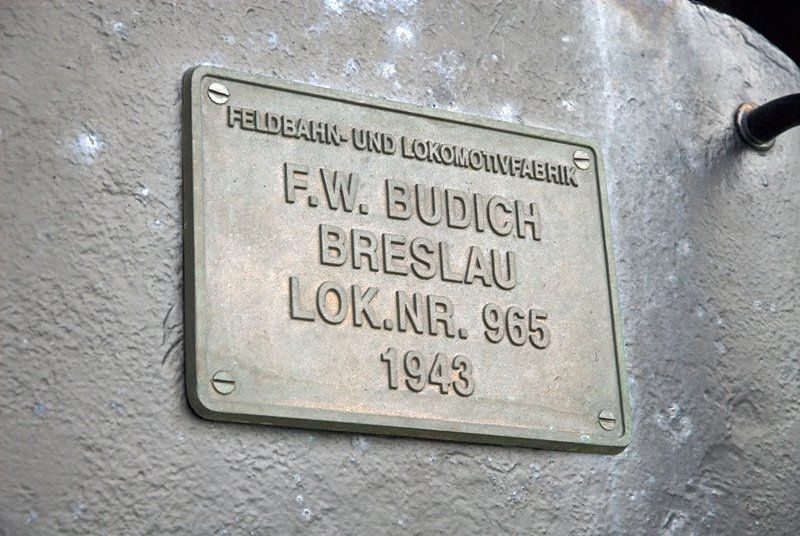 FELDBAHN- UND LOKOMOTIVFABRIK
F.W. BUDICH
BRESLAU
LOK.NR. 965
1943